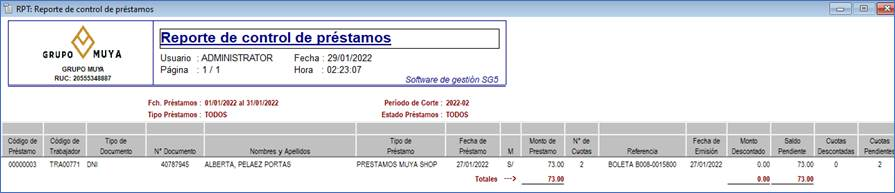 RPT: Reporte de control de préstamos
GRUPO MUYA
GRUPO MUYA
RUC: 20555348887
Reporte de control de préstamos
Usuario : ADMINISTRATOR Fecha : 29/01/2022
Página : 1 / 1 Hora : 02:23:07
Software de gestión SG5
Fch. Préstamos : 01/01/2022 al 31/01/2022 Período de Corte : 2022-02
Tipo Préstamos : TODOS Estado Préstamos : TODOS
Código de Préstamo Código de Trabajador Tipo de Documento N° Documento Nombres y Apellidos Tipo de Préstamo Fecha de Préstamo M Monto de Prestamo N° de Cuotas Referencia Fecha de Emisión Monto Descontado Saldo Pendiente Cuotas Descontadas Cuotas Pendientes
00000003 TRA00771 DNI 40787945 ALBERTA, PELAEZ PORTAS PRESTAMOS MUYA SHOP 27/01/2022 S/ 73.00 2 BOLETA B008-0015800 27/01/2022 0.00 73.00 0 2
Totales ---> 73.00 0.00 73.00